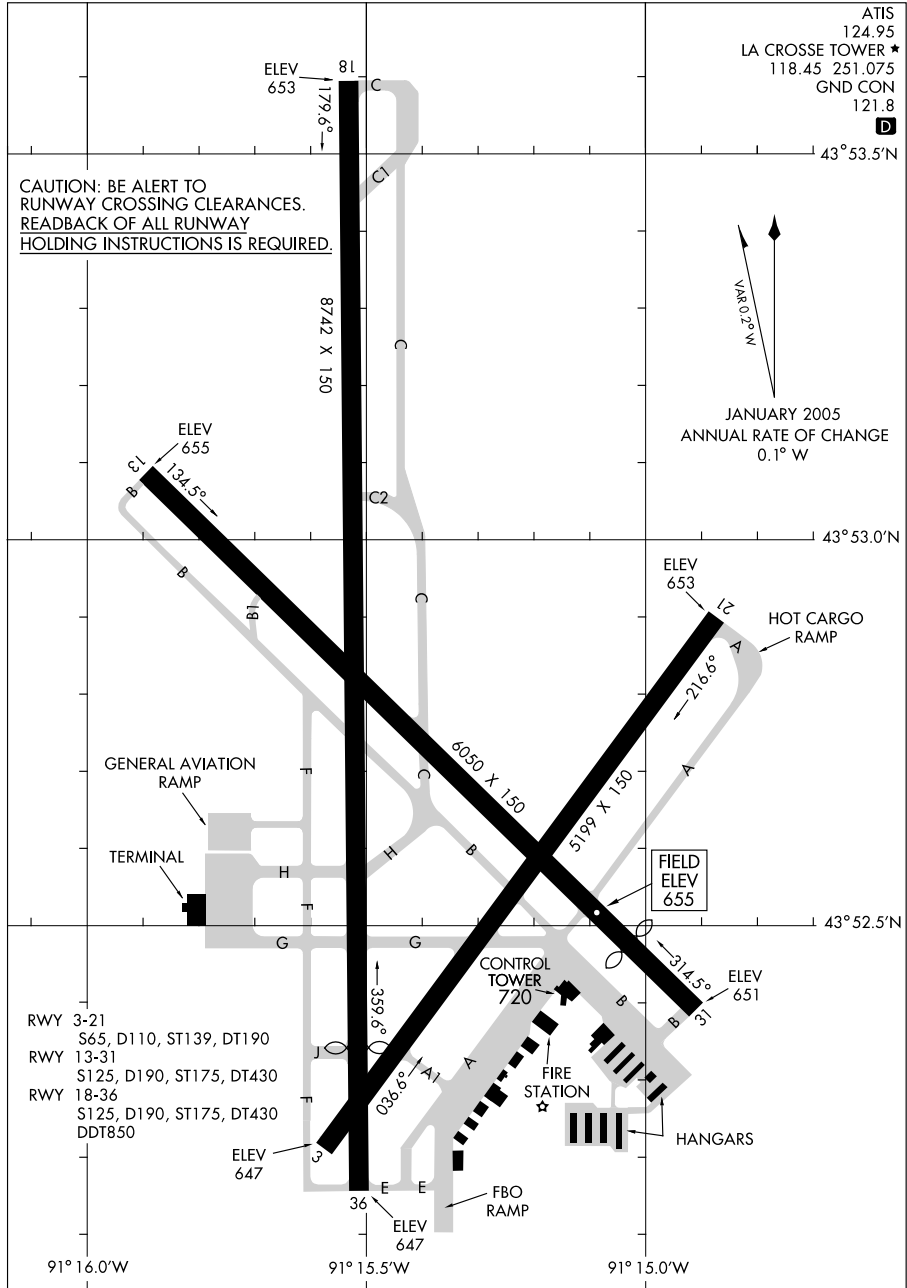 ATIS
124.95
LA CROSSE TOWER ★
118.45 251.075
GND CON
121.8
D
ELEV
653
18
C
179.6°
43°53.5'N
C1
CAUTION: BE ALERT TO
RUNWAY CROSSING CLEARANCES.
READBACK OF ALL RUNWAY
HOLDING INSTRUCTIONS IS REQUIRED.
VAR 0.2° W
8742 X 150
C
JANUARY 2005
ANNUAL RATE OF CHANGE
0.1° W
ELEV
655
13
134.5°
B
C2
43°53.0'N
B
B1
C
ELEV
653
21
HOT CARGO
RAMP
A
216.6°
6050 X 150
5199 X 150
A
GENERAL AVIATION
RAMP
F
C
TERMINAL
H
H
B
FIELD
ELEV
655
F
43°52.5'N
G
G
CONTROL
TOWER
720
314.5°
ELEV
651
B
B
31
359.6°
RWY 3-21
S65, D110, ST139, DT190
RWY 13-31
S125, D190, ST175, DT430
RWY 18-36
S125, D190, ST175, DT430
DDT850
J
F
036.6°
A1
A
FIRE
STATION
HANGARS
ELEV
647
3
36
E
E
FBO
RAMP
ELEV
647
91°16.0'W
91°15.5'W
91°15.0'W